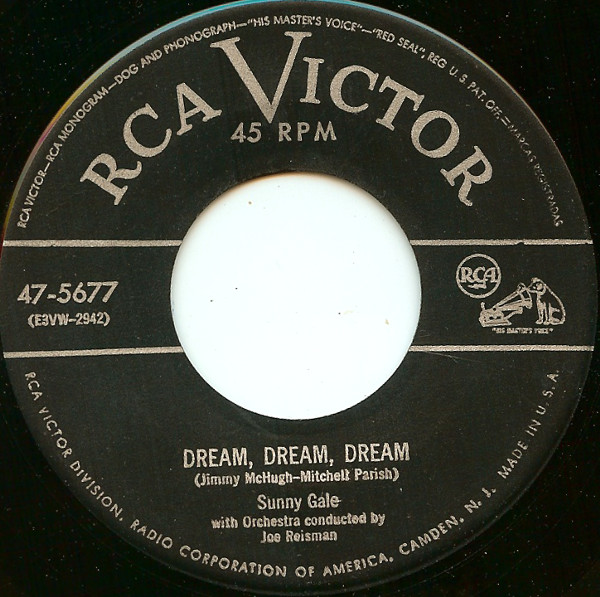 RCA VICTOR—RCA MONOGRAM—DOG AND PHONOGRAPH—"HIS MASTER'S VOICE"—"RED SEAL", REG. U. S. PAT. OFF.—MARCAS REGISTRADAS
RCA VICTOR
45 RPM
47-5677
(E3VW-2942)
RCA
"HIS MASTER'S VOICE"
DREAM, DREAM, DREAM
(Jimmy McHugh-Mitchell Parish)
Sunny Gale
with Orchestra conducted by
Joe Reisman
RCA VICTOR DIVISION, RADIO CORPORATION OF AMERICA, CAMDEN, N. J. MADE IN U. S. A.